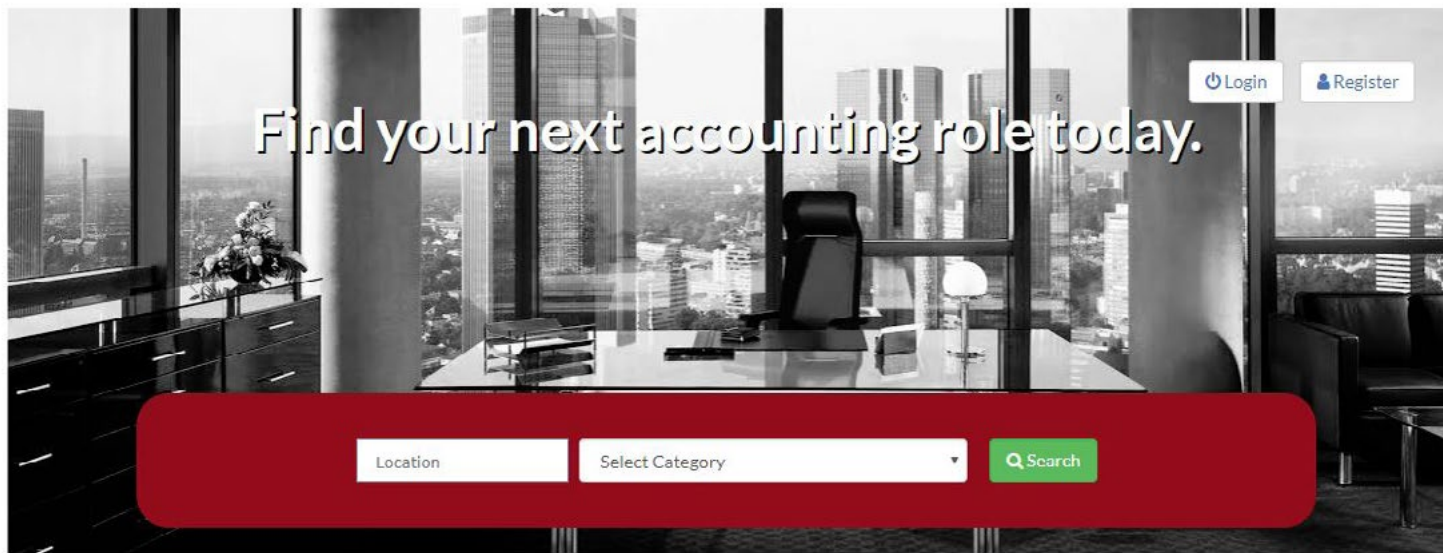 Login
Register
Find your next accounting role today.
Location
Select Category
Search